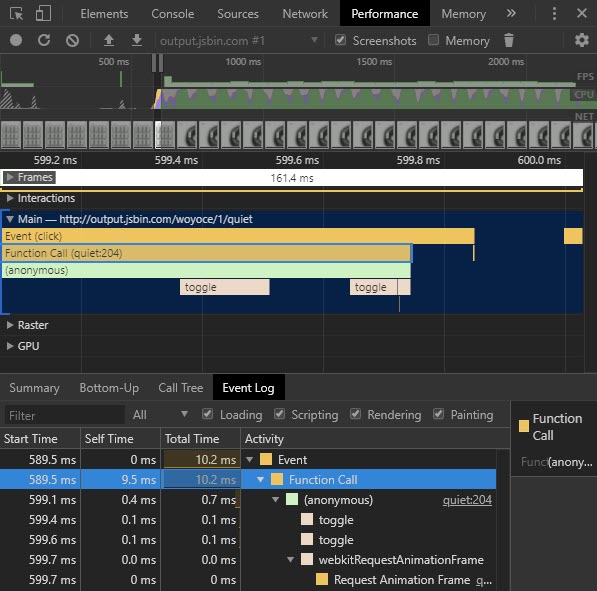 Elements Console Sources Network Performance Memory »
output.jsbin.com #1 Screenshots Memory
500 ms 1000 ms 1500 ms 2000 ms
FPS
CPU
NET
599.2 ms 599.4 ms 599.6 ms 599.8 ms 600.0 ms
Frames 161.4 ms
Interactions
Main — http://output.jsbin.com/woyoce/1/quiet
Event (click)
Function Call (quiet:204)
(anonymous)
toggle toggle
Raster
GPU
Summary Bottom-Up Call Tree Event Log
Filter All Loading Scripting Rendering Painting
Start Time Self Time Total Time Activity
589.5 ms 0 ms 10.2 ms Event
589.5 ms 9.5 ms 10.2 ms Function Call
599.1 ms 0.4 ms 0.7 ms (anonymous) quiet:204
599.4 ms 0.1 ms 0.1 ms toggle
599.6 ms 0.1 ms 0.1 ms toggle
599.7 ms 0.0 ms 0.0 ms webkitRequestAnimationFrame
599.7 ms 0 ms 0 ms Request Animation Frame q...
Function
Call
Func(anony...